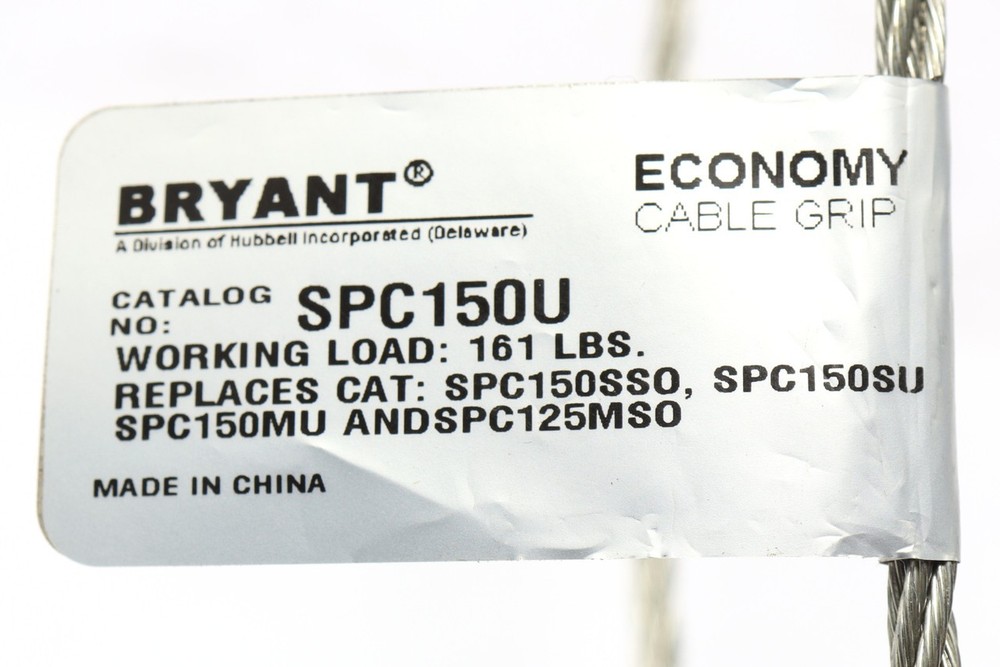 BRYANT®
A Division of Hubbell Incorporated (Delaware)
ECONOMY
CABLE GRIP
CATALOG
NO: SPC150U
WORKING LOAD: 161 LBS.
REPLACES CAT: SPC150SSO, SPC150SU
SPC150MU ANDSPC125MSO
MADE IN CHINA